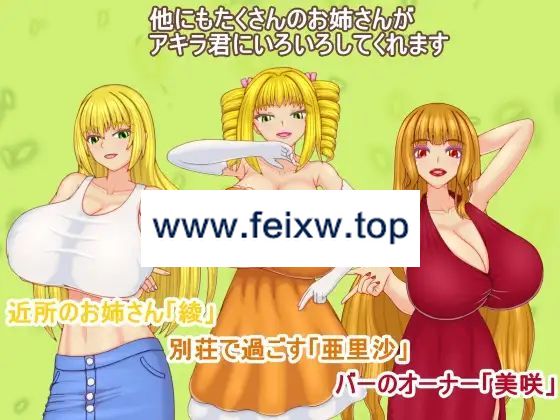 他にもたくさんのお姉さんが
アキラ君にいろいろしてくれます
www.feixw.top
近所のお姉さん「綾」
別荘で過ごす「亜里沙」
バーのオーナー「美咲」